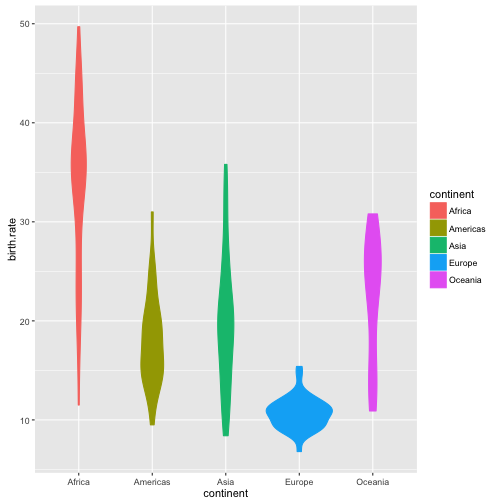 50
40
30
20
10
birth.rate
Africa
Americas
Asia
Europe
Oceania
continent
continent
Africa
Americas
Asia
Europe
Oceania